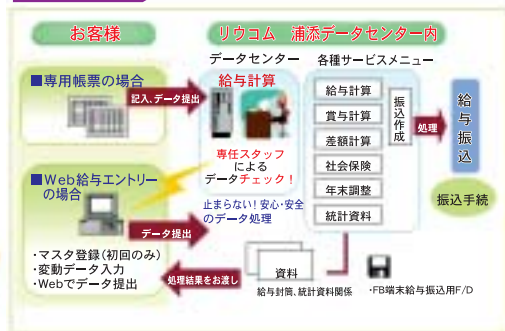 お客様
リウコム 浦添データセンター内
■専用帳票の場合
記入、データ提出
データセンター
給与計算
専任スタッフ
による
データチェック！
止まらない！安心・安全
のデータ処理
各種サービスメニュー
給与計算
賞与計算
差額計算
社会保険
年末調整
統計資料
振込作成
処理
給与振込
振込手続
■Web給与エントリー
の場合
データ提出
・マスタ登録(初回のみ)
・変動データ入力
・Webでデータ提出
処理結果をお渡し
資料
給与封筒、統計資料関係
・FB端末給与振込用F/D